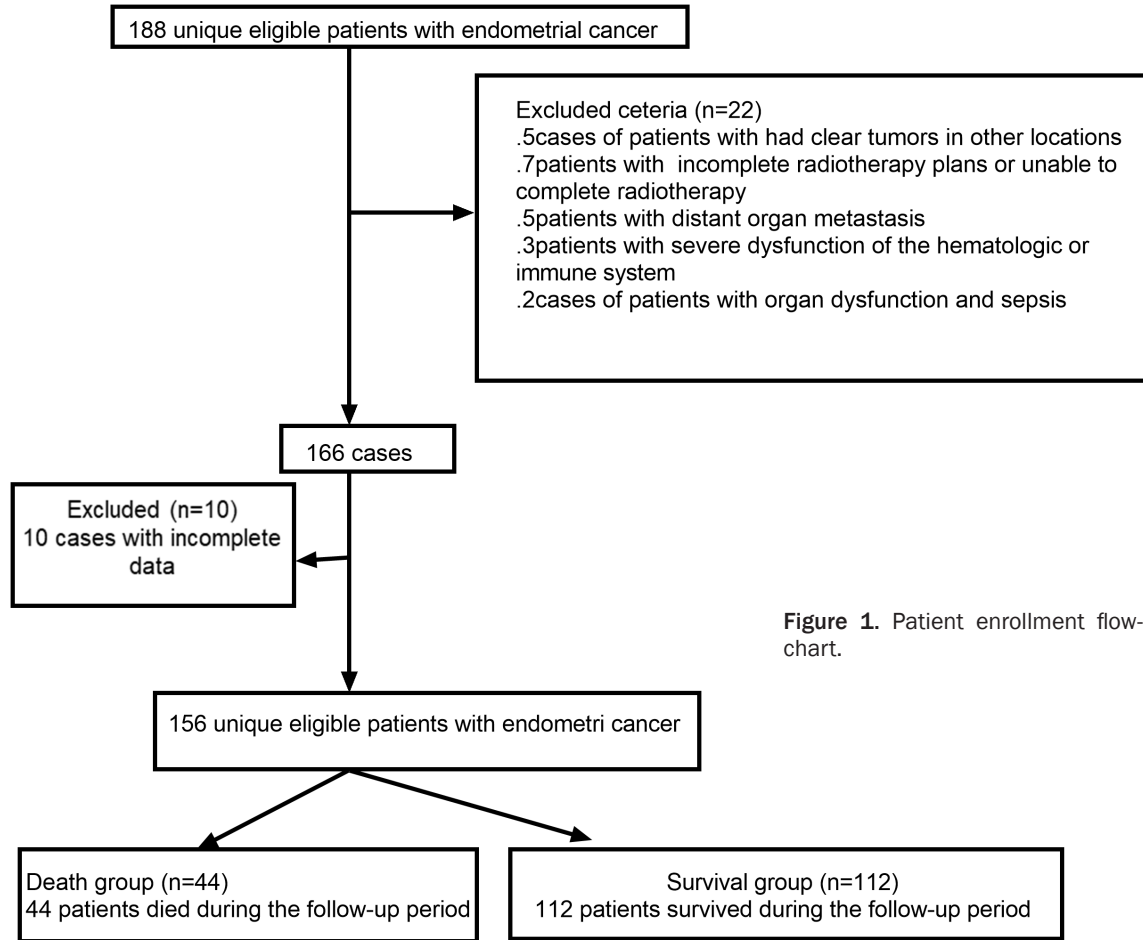 188 unique eligible patients with endometrial cancer
Excluded ceteria (n=22)
.5cases of patients with had clear tumors in other locations
.7patients with incomplete radiotherapy plans or unable to
complete radiotherapy
.5patients with distant organ metastasis
.3patients with severe dysfunction of the hematologic or
immune system
.2cases of patients with organ dysfunction and sepsis
166 cases
Excluded (n=10)
10 cases with incomplete
data
Figure 1. Patient enrollment flow-
chart.
156 unique eligible patients with endometri cancer
Death group (n=44)
44 patients died during the follow-up period
Survival group (n=112)
112 patients survived during the follow-up period